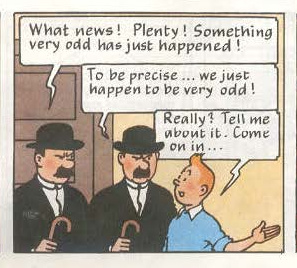 What news! Plenty! Something
very odd has just happened!
To be precise... we just
happen to be very odd!
Really? Tell me
about it. Come
on in...